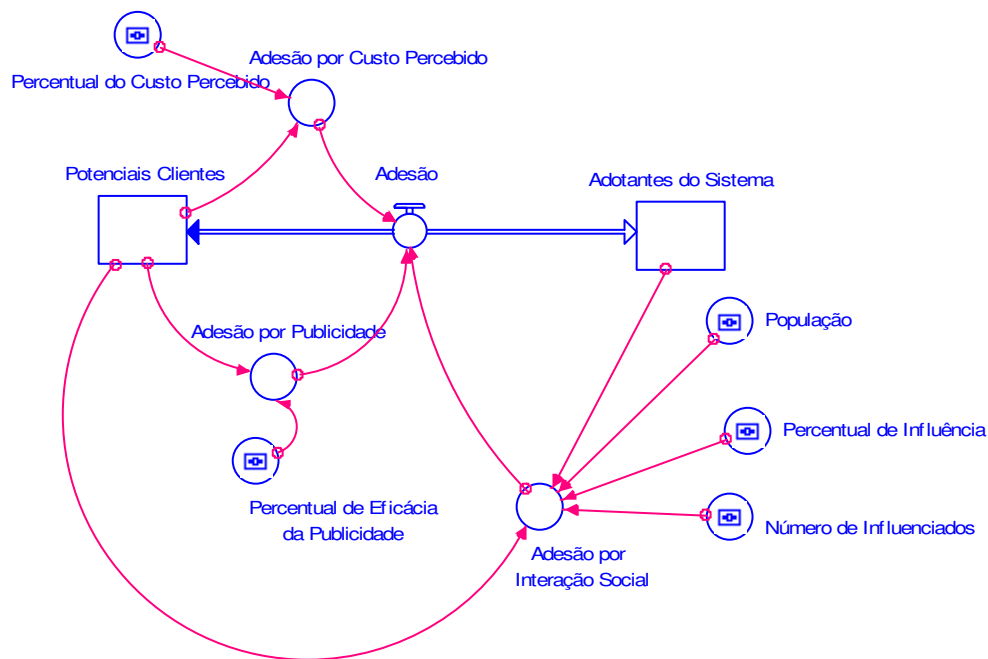 Adesão por Custo Percebido
Percentual do Custo Percebido
Potenciais Clientes
Adesão
Adotantes do Sistema
População
Adesão por Publicidade
Percentual de Influência
Percentual de Eficácia
da Publicidade
Número de Influenciados
Adesão por
Interação Social